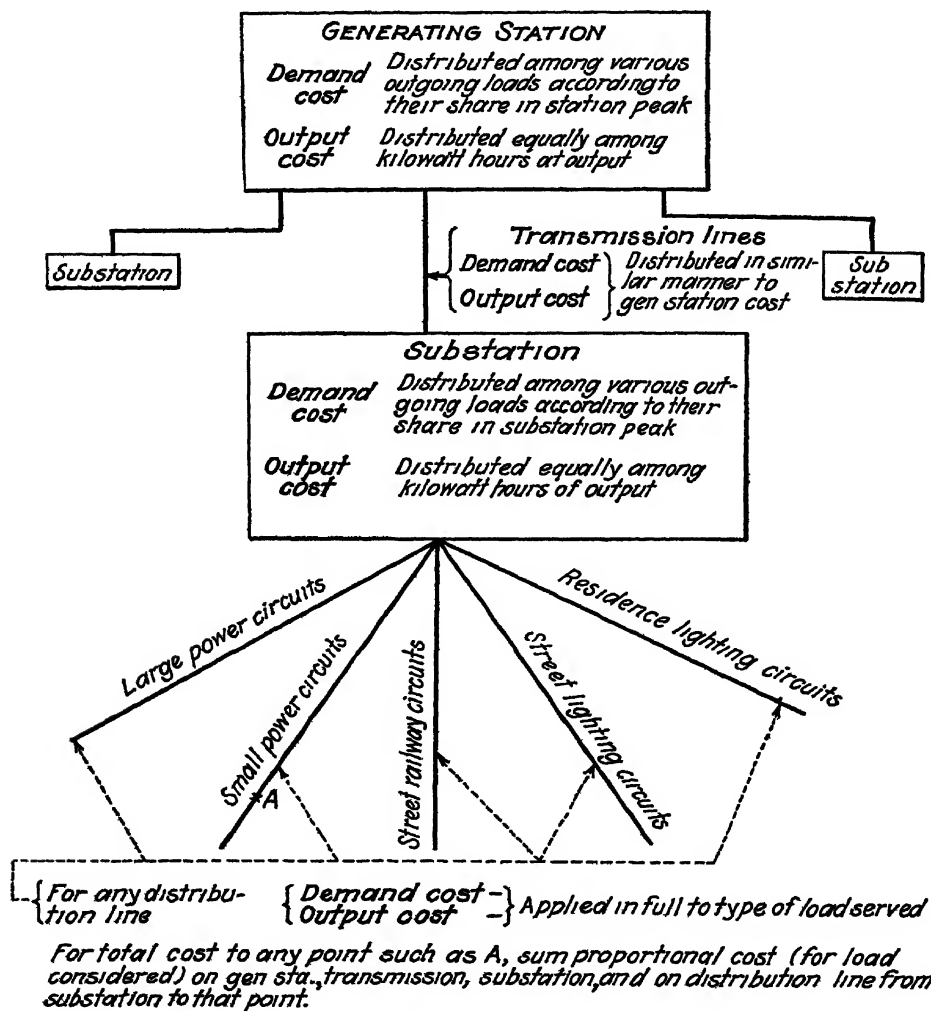 GENERATING STATION
Demand cost
Distributed among various
outgoing loads according to
their share in station peak
Output cost
Distributed equally among
kilowatt hours at output
Substation
Transmission lines
Demand cost
Output cost
Distributed in simi-
lar manner to
gen station cost
Sub
station
Substation
Demand cost
Distributed among various out-
going loads according to their
share in substation peak
Output cost
Distributed equally among
kilowatt hours of output
Large power circuits
Small power circuits
A
Street railway circuits
Street lighting circuits
Residence lighting circuits
For any distribu-
tion line
Demand cost
Output cost
Applied in full to type of load served
For total cost to any point such as A, sum proportional cost (for load
considered) on gen sta., transmission, substation, and on distribution line from
substation to that point.